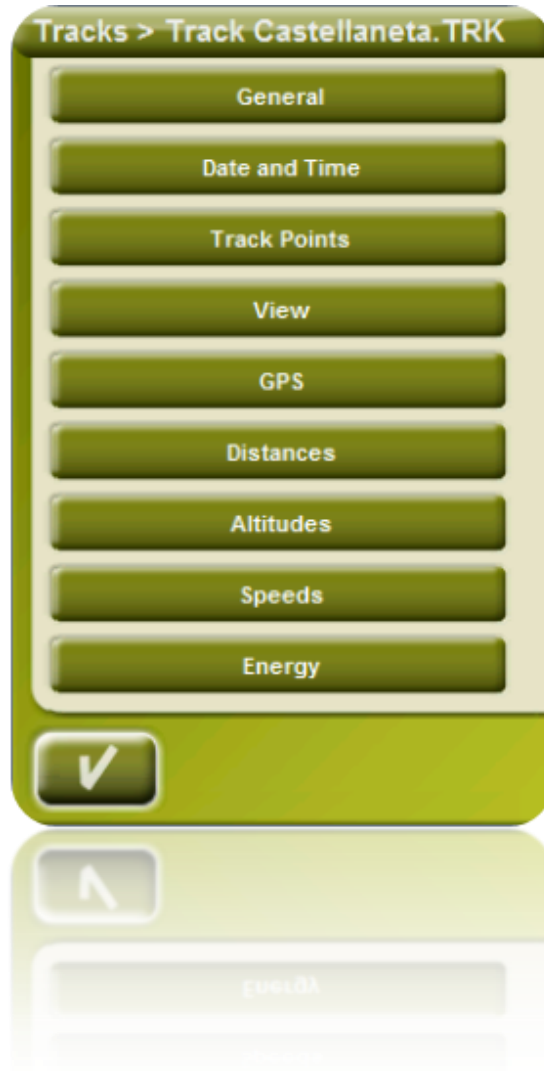 Tracks > Track Castellaneta.TRK
General
Date and Time
Track Points
View
GPS
Distances
Altitudes
Speeds
Energy